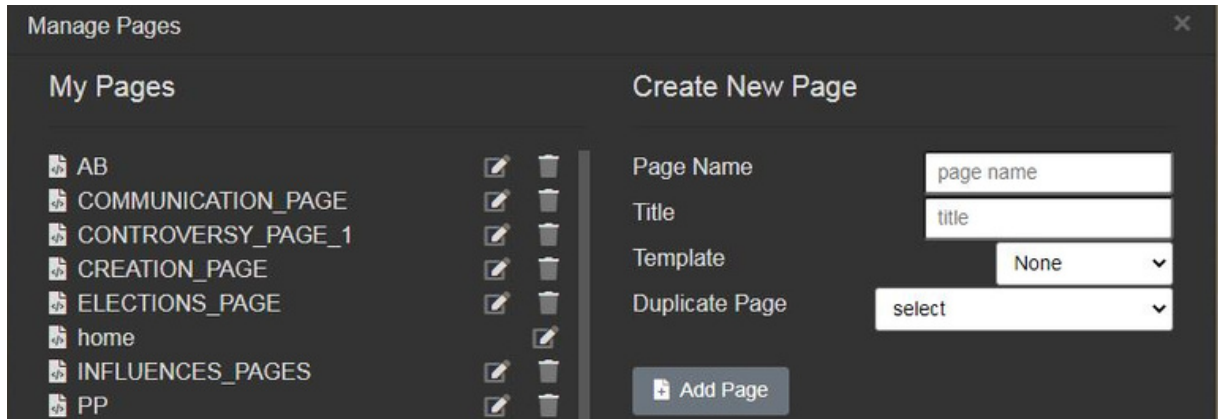 Manage Pages
My Pages
AB
COMMUNICATION_PAGE
CONTROVERSY_PAGE_1
CREATION_PAGE
ELECTIONS_PAGE
home
INFLUENCES_PAGES
PP
Create New Page
Page Name page name
Title title
Template None
Duplicate Page select
Add Page